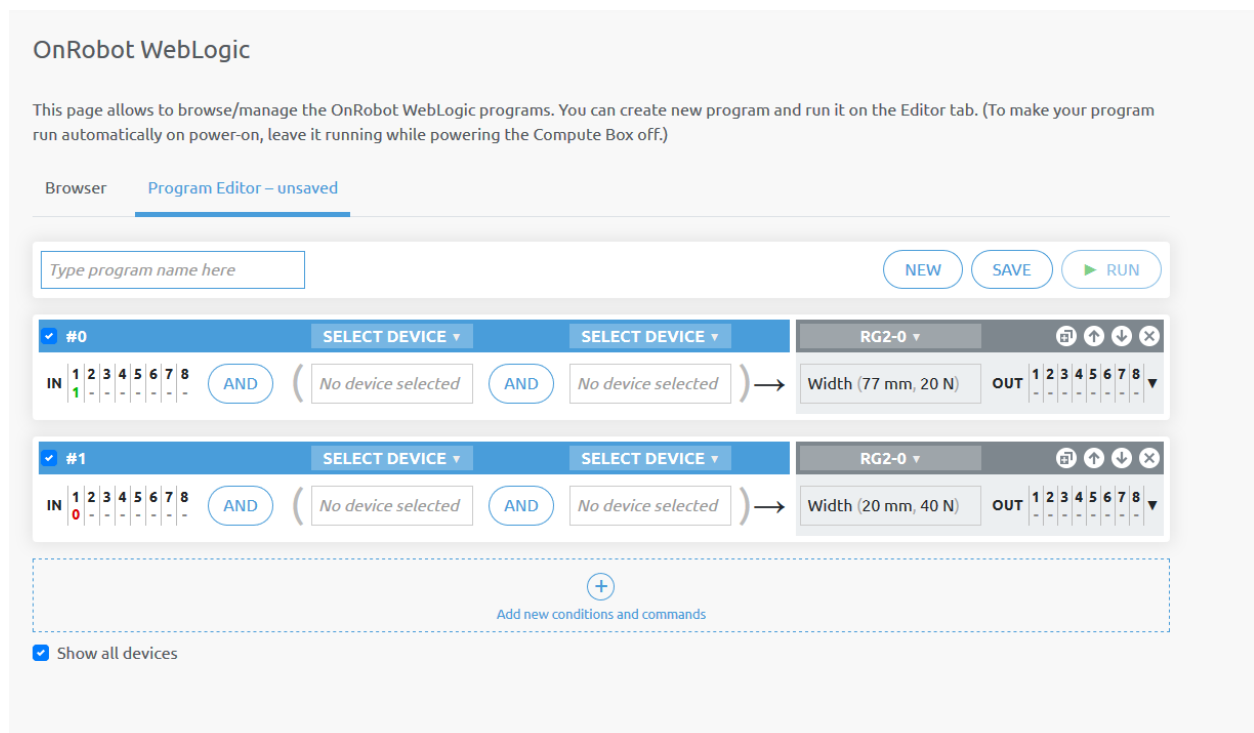 OnRobot WebLogic
This page allows to browse/manage the OnRobot WebLogic programs. You can create new program and run it on the Editor tab. (To make your program
run automatically on power-on, leave it running while powering the Compute Box off.)
Browser Program Editor – unsaved
Type program name here NEW SAVE ▶ RUN
#0 SELECT DEVICE ▾ SELECT DEVICE ▾ RG2-0 ▾
IN 1 2 3 4 5 6 7 8 AND ( No device selected AND No device selected ) → Width (77 mm, 20 N) OUT 1 2 3 4 5 6 7 8 ▼
1 - - - - - - - - - - - - - - -
#1 SELECT DEVICE ▾ SELECT DEVICE ▾ RG2-0 ▾
IN 1 2 3 4 5 6 7 8 AND ( No device selected AND No device selected ) → Width (20 mm, 40 N) OUT 1 2 3 4 5 6 7 8 ▼
0 - - - - - - - - - - - - - - -
+
Add new conditions and commands
Show all devices